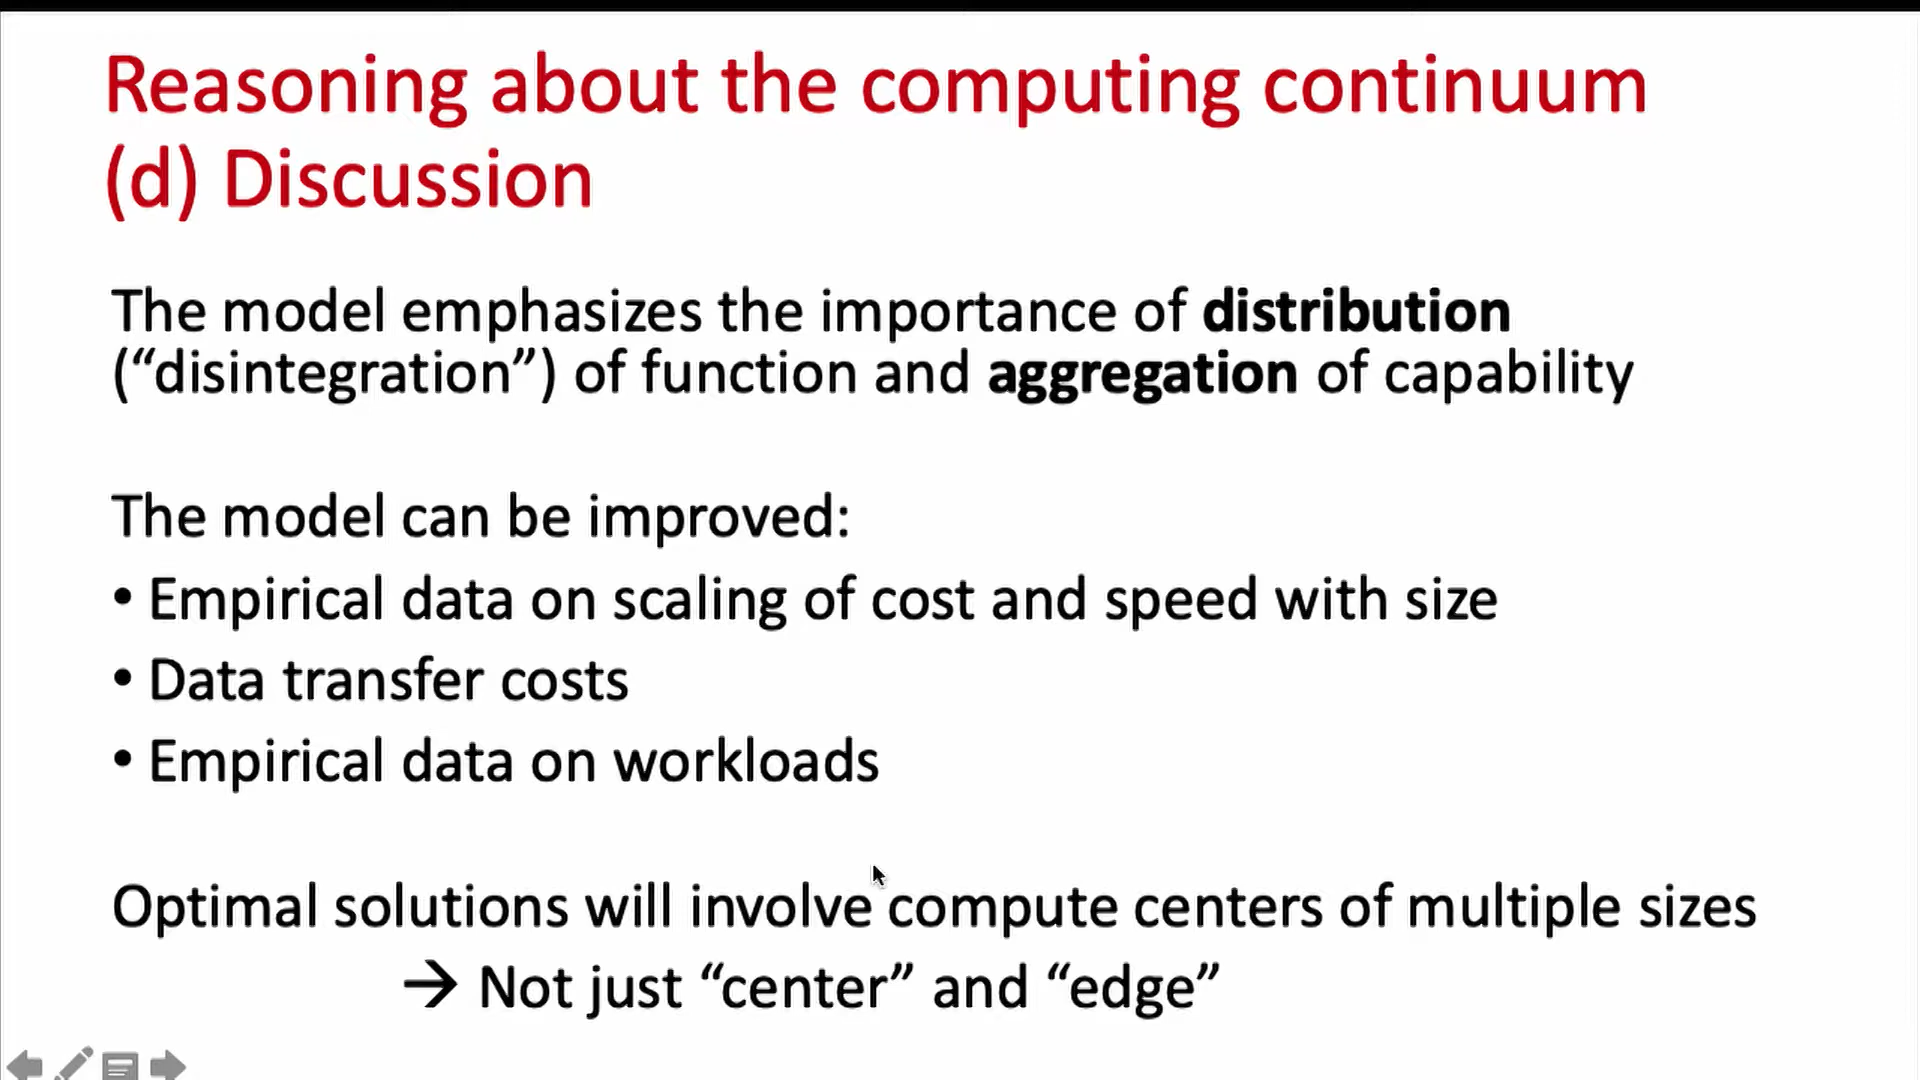 Reasoning about the computing continuum
(d) Discussion
The model emphasizes the importance of distribution
(“disintegration”) of function and aggregation of capability
The model can be improved:
• Empirical data on scaling of cost and speed with size
• Data transfer costs
• Empirical data on workloads
Optimal solutions will involve compute centers of multiple sizes
→ Not just “center” and “edge”